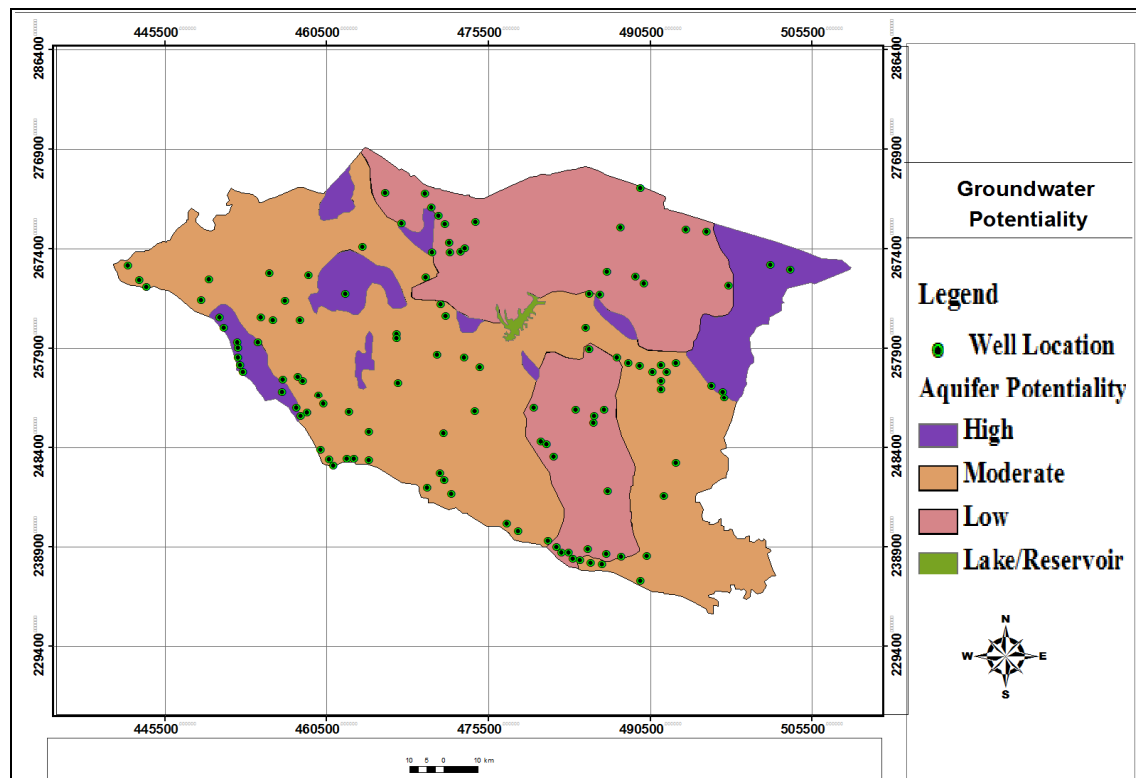 445500 460500 475500 490500 505500
286400 286400
276900 276900
267400 267400
257900 257900
248400 248400
239900 239900
229400 229400
445500 460500 475500 490500 505500
10 5 0 10 km
Groundwater
Potentiality
Legend
Well Location
Aquifer Potentiality
High
Moderate
Low
Lake/Reservoir
N
W E
S